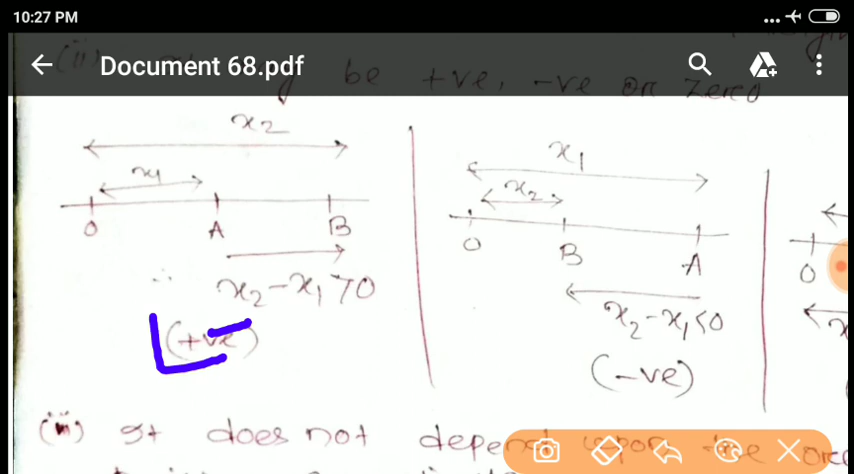 10:27 PM
Document 68.pdf
(ii) be +ve, -ve or zero
x2
x1
O A B
∴ x2-x1>0
(+ve)
x1
x2
O B A
x2-x1<0
(-ve)
O
(iii) It does not depend upon the